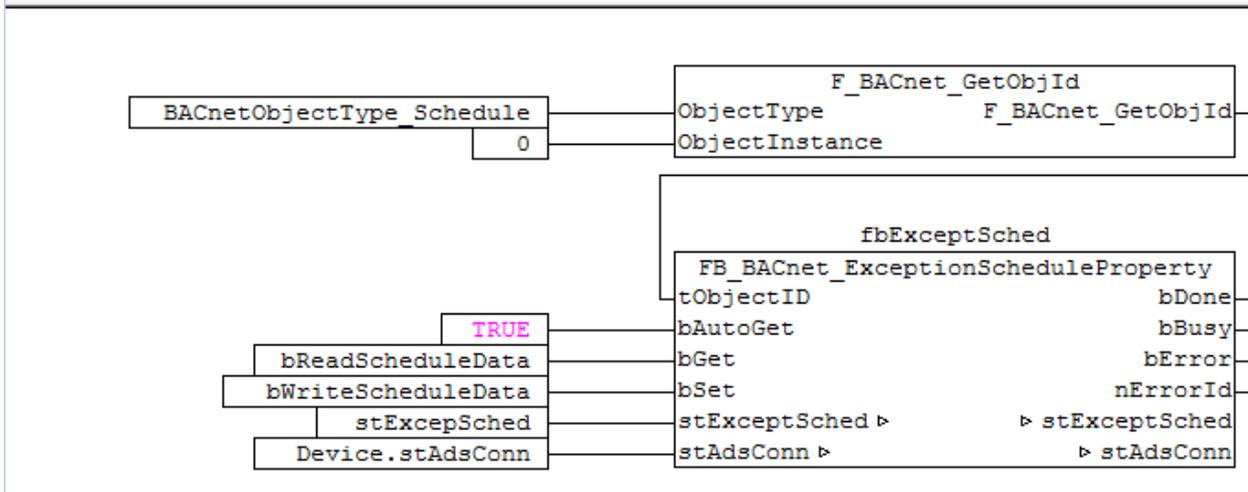 F_BACnet_GetObjId
BACnetObjectType_Schedule ObjectType F_BACnet_GetObjId
0 ObjectInstance
fbExceptSched
FB_BACnet_ExceptionScheduleProperty
tObjectID bDone
TRUE bAutoGet bBusy
bReadScheduleData bGet bError
bWriteScheduleData bSet nErrorId
stExcepSched stExceptSched stExceptSched
Device.stAdsConn stAdsConn stAdsConn